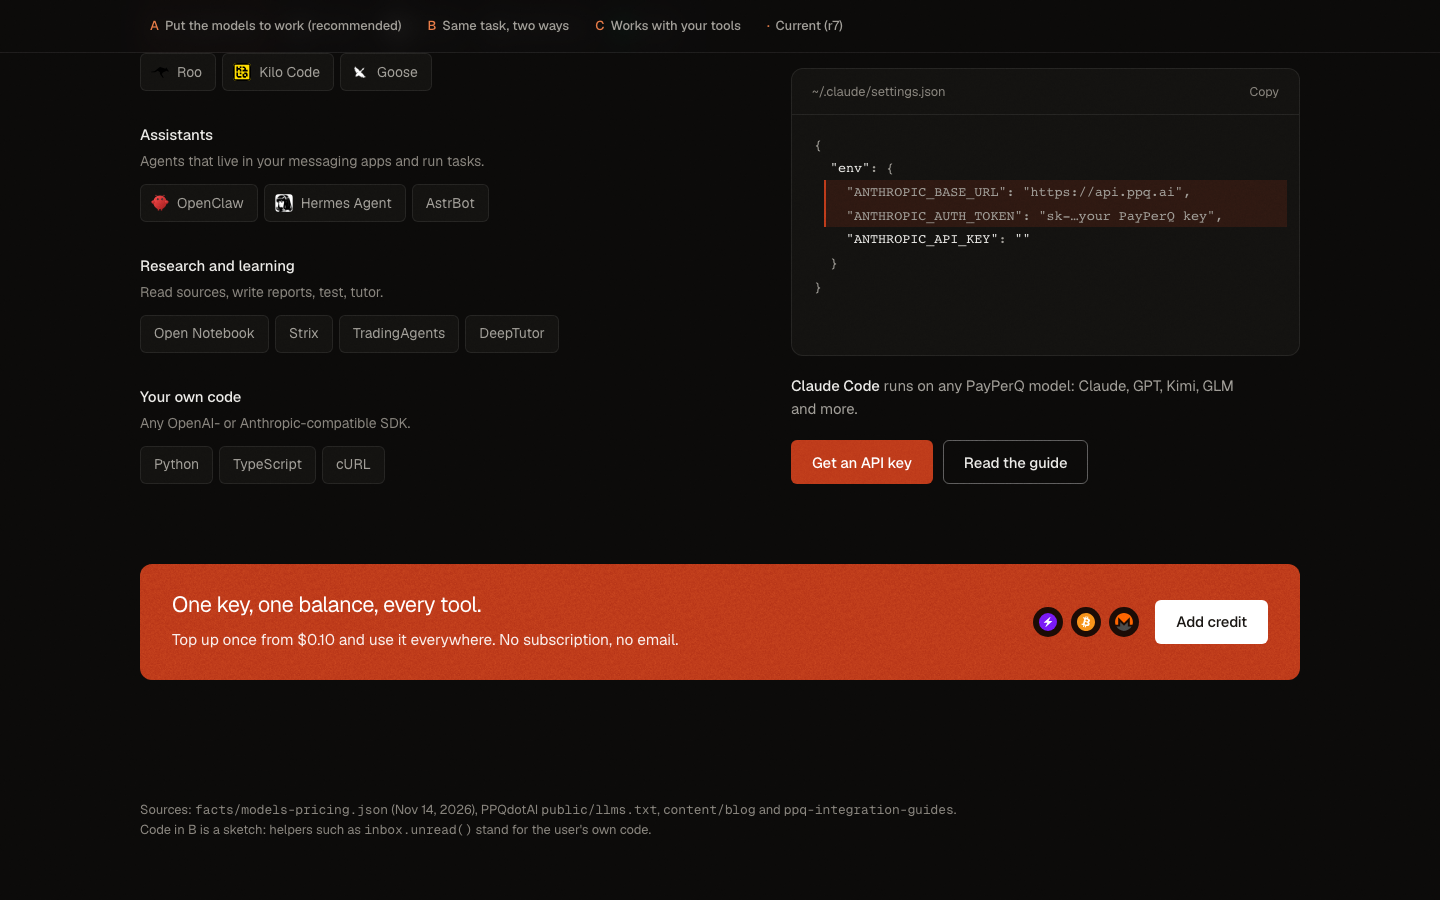 A Put the models to work (recommended) B Same task, two ways C Works with your tools · Current (r7)
Roo Kilo Code Goose
Assistants
Agents that live in your messaging apps and run tasks.
OpenClaw Hermes Agent AstrBot
Research and learning
Read sources, write reports, test, tutor.
Open Notebook Strix TradingAgents DeepTutor
Your own code
Any OpenAI- or Anthropic-compatible SDK.
Python TypeScript cURL
~/.claude/settings.json Copy
{
"env": {
"ANTHROPIC_BASE_URL": "https://api.ppq.ai",
"ANTHROPIC_AUTH_TOKEN": "sk-…your PayPerQ key",
"ANTHROPIC_API_KEY": ""
}
}
Claude Code runs on any PayPerQ model: Claude, GPT, Kimi, GLM
and more.
Get an API key Read the guide
One key, one balance, every tool.
Top up once from $0.10 and use it everywhere. No subscription, no email.
Add credit
Sources: facts/models-pricing.json (Nov 14, 2026), PPQdotAI public/llms.txt, content/blog and ppq-integration-guides.
Code in B is a sketch: helpers such as inbox.unread() stand for the user's own code.